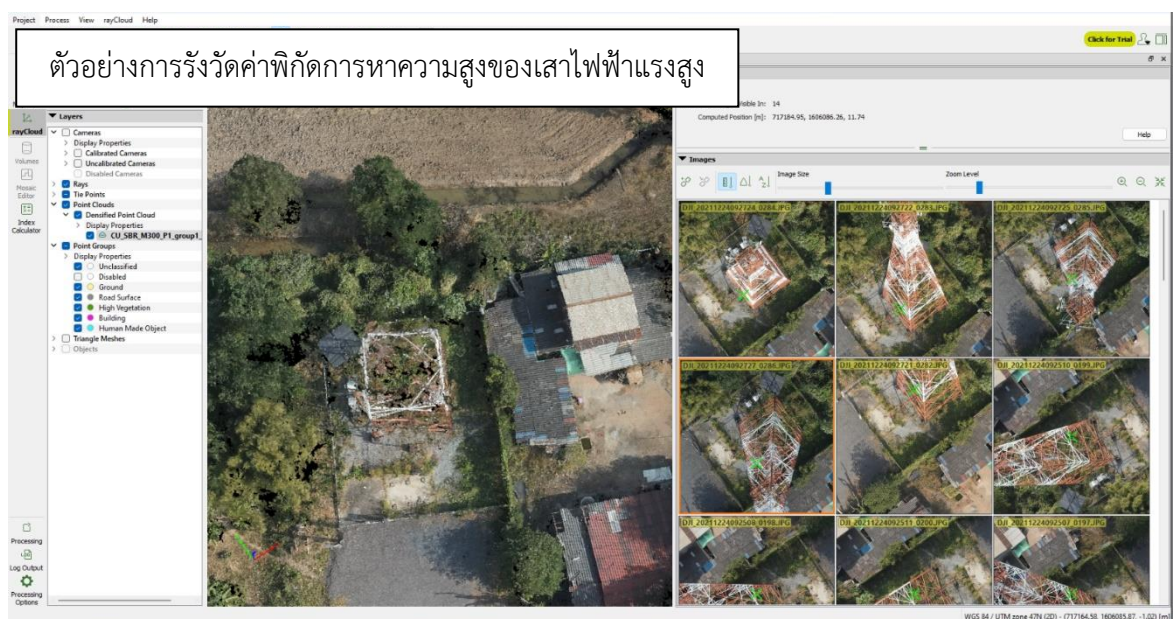 Project Process View rayCloud Help
Click for Trial
ตัวอย่างการรังวัดค่าพิกัดการหาความสูงของเสาไฟฟ้าแรงสูง
rayCloud
Volumes
Mosaic
Editor
Index
Calculator
Processing
Log Output
Processing
Options
Layers
Cameras
Display Properties
Calibrated Cameras
Uncalibrated Cameras
Disabled Cameras
Rays
Tie Points
Point Clouds
Densified Point Cloud
Display Properties
CU_SBR_M300_P1_group1_
Point Groups
Display Properties
Unclassified
Disabled
Ground
Road Surface
High Vegetation
Building
Human Made Object
Triangle Meshes
Objects
In: 14
Computed Position [m]: 717184.95, 1606086.26, 11.74
Help
Images
Image Size
Zoom Level
DJI_20211224092724_0284.JPG
DJI_20211224092722_0283.JPG
DJI_20211224092725_0285.JPG
DJI_20211224092727_0286.JPG
DJI_20211224092721_0282.JPG
DJI_20211224092510_0199.JPG
DJI_20211224092508_0198.JPG
DJI_20211224092511_0200.JPG
DJI_20211224092507_0197.JPG
WGS 84 / UTM zone 47N (2D) - (717164.58, 1606085.87, -1.02) [m]